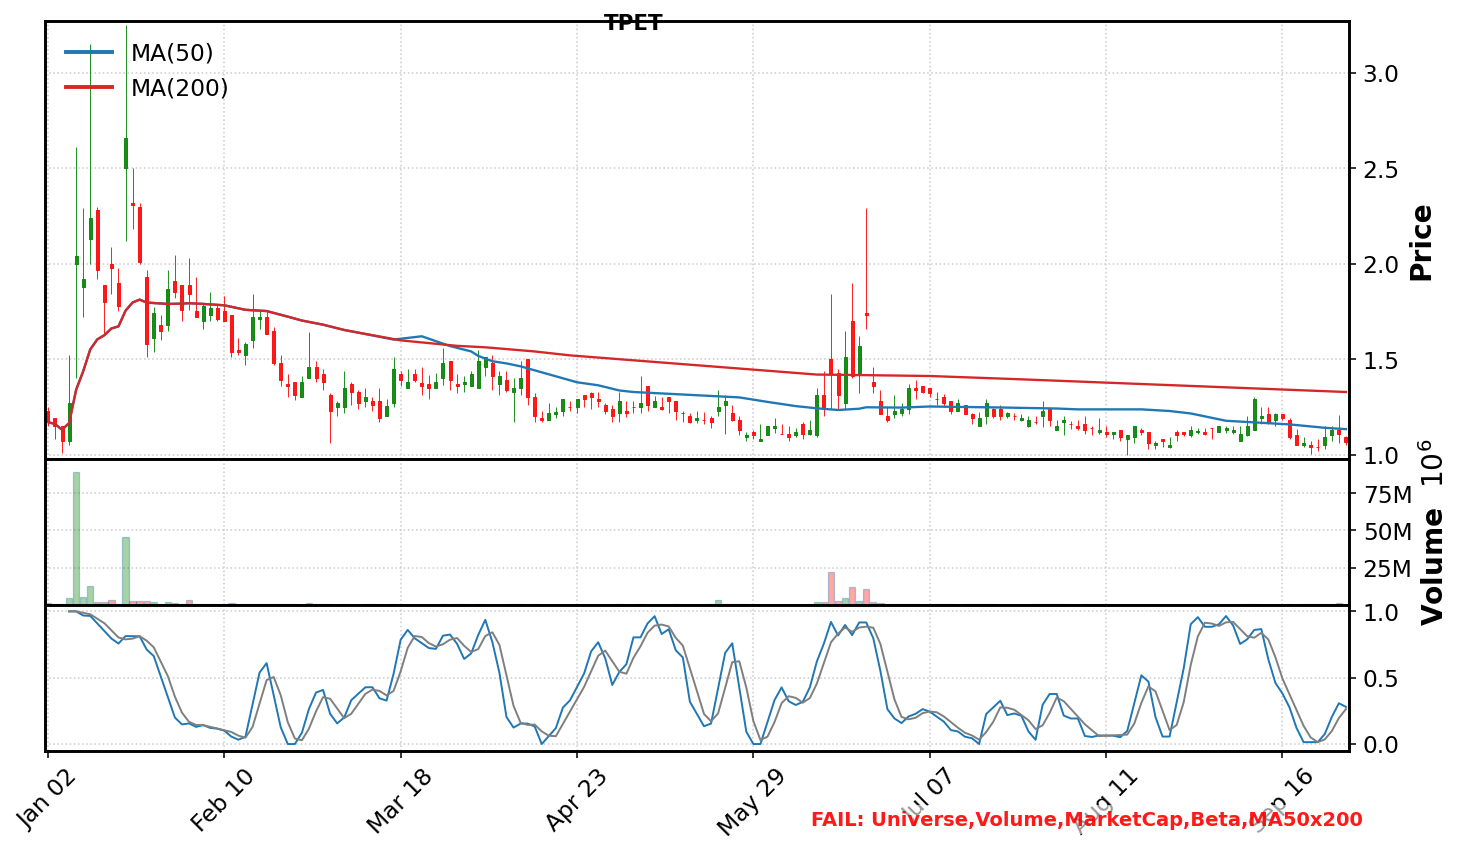 TPET
MA(50)
MA(200)
3.0
2.5
2.0
1.5
1.0
Price
75M
50M
25M
Volume 10^6
1.0
0.5
0.0
Jan 02
Feb 10
Mar 18
Apr 23
May 29
Jul 07
Aug 11
Sep 16
FAIL: Universe,Volume,MarketCap,Beta,MA50x200